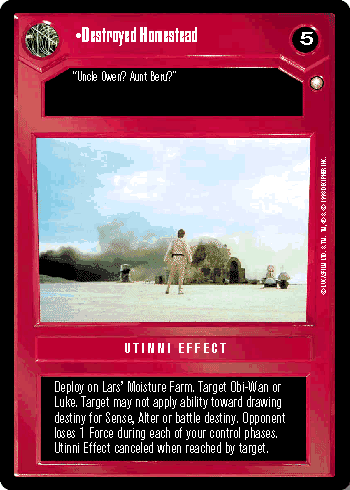 •Destroyed Homestead
5
"Uncle Owen? Aunt Beru?"
UTINNI EFFECT
Deploy on Lars' Moisture Farm. Target Obi-Wan or
Luke. Target may not apply ability toward drawing
destiny for Sense, Alter or battle destiny. Opponent
loses 1 Force during each of your control phases.
Utinni Effect canceled when reached by target.